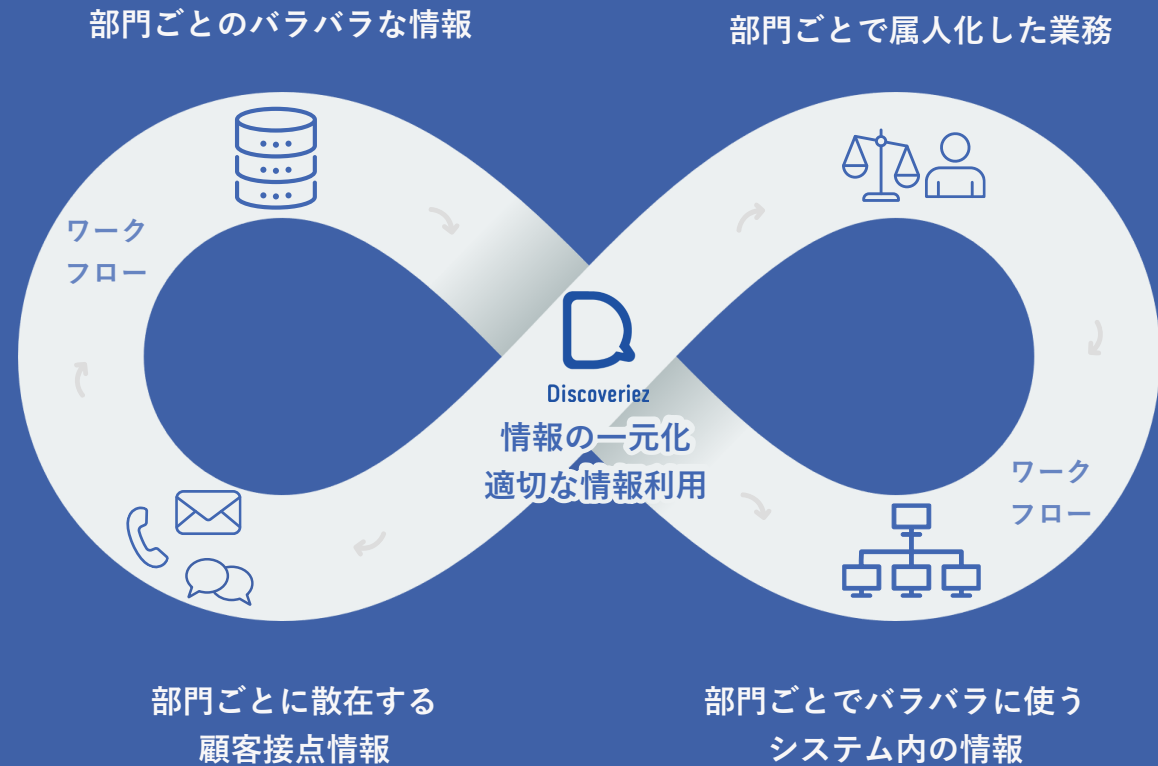 部門ごとのバラバラな情報
部門ごとで属人化した業務
ワーク
フロー
Discoveriez
情報の一元化
適切な情報利用
ワーク
フロー
部門ごとに散在する
顧客接点情報
部門ごとでバラバラに使う
システム内の情報